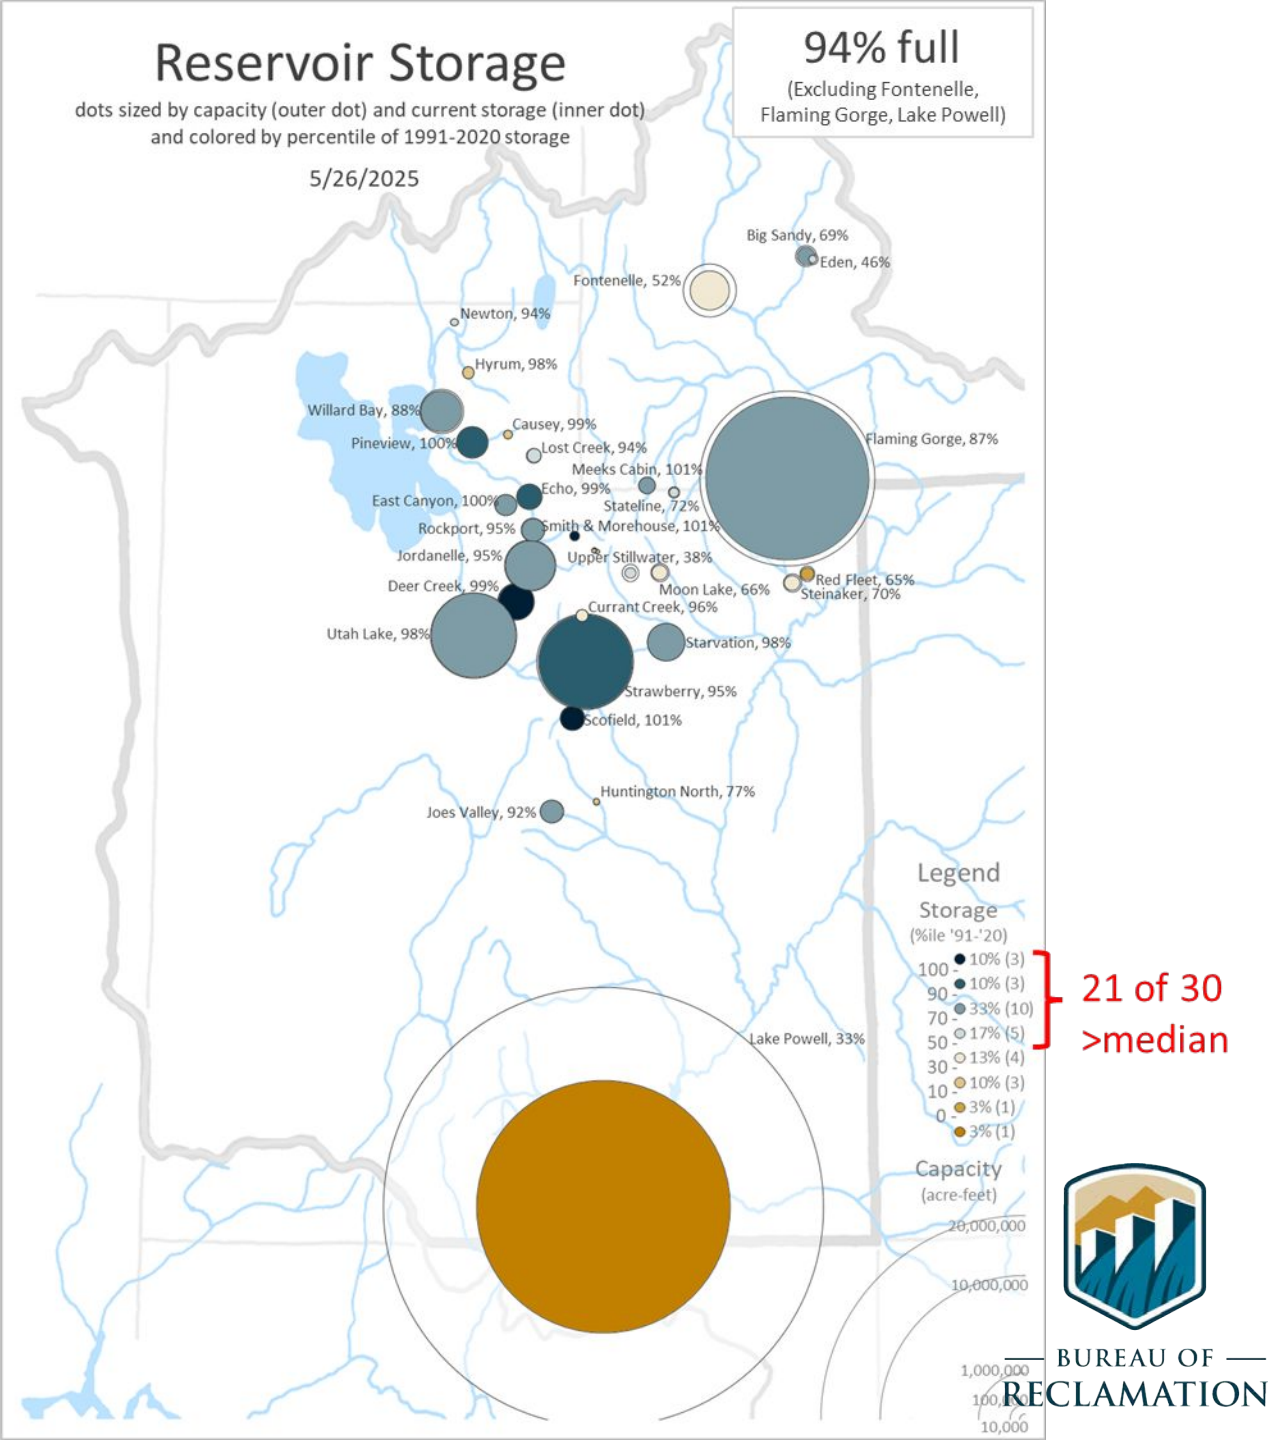 Reservoir Storage
dots sized by capacity (outer dot) and current storage (inner dot)
and colored by percentile of 1991-2020 storage
5/26/2025
94% full
(Excluding Fontenelle,
Flaming Gorge, Lake Powell)
Big Sandy, 69%
Eden, 46%
Fontenelle, 52%
Newton, 94%
Hyrum, 98%
Willard Bay, 88%
Causey, 99%
Pineview, 100%
Flaming Gorge, 87%
Lost Creek, 94%
Meeks Cabin, 101%
Echo, 99%
East Canyon, 100%
Stateline, 72%
Rockport, 95%
Smith & Morehouse, 101%
Jordanelle, 95%
Upper Stillwater, 38%
Deer Creek, 99%
Red Fleet, 65%
Moon Lake, 66%
Steinaker, 70%
Currant Creek, 96%
Utah Lake, 98%
Starvation, 98%
Strawberry, 95%
Scofield, 101%
Huntington North, 77%
Joes Valley, 92%
Lake Powell, 33%
Legend
Storage
(%ile '91-'20)
10% (3)
100 -
10% (3)
90 -
33% (10)
70 -
17% (5)
50 -
13% (4)
30 -
10% (3)
10 -
3% (1)
0 -
3% (1)
21 of 30
>median
Capacity
(acre-feet)
20,000,000
10,000,000
1,000,000
100,000
10,000
BUREAU OF
RECLAMATION